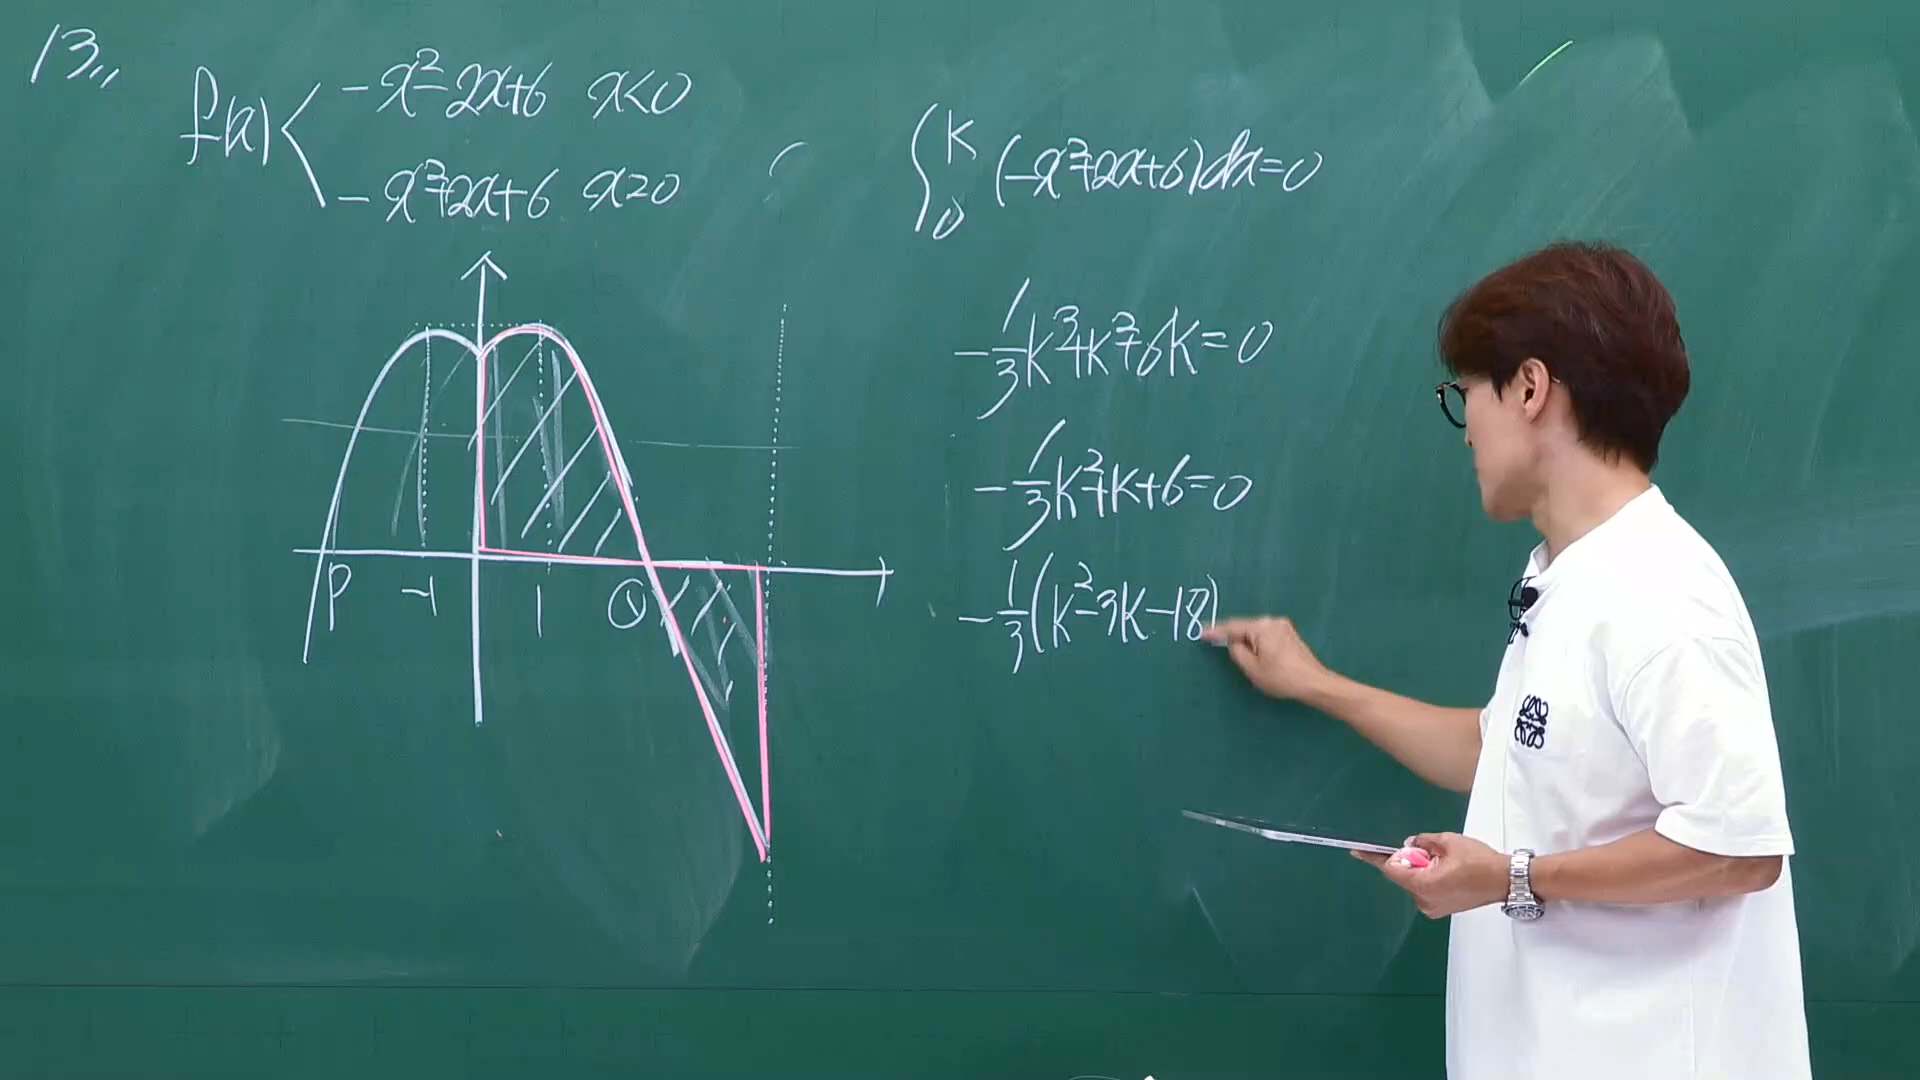 13.,
f(x) < -x²-2x+6 x<0
-x²+2x+6 x≥0
∫₀ᴷ (-x²+2x+6)dx=0
-1/3K³+K²+6K=0
-1/3K²+K+6=0
-1/3(K²-3K-18)
P -1 1